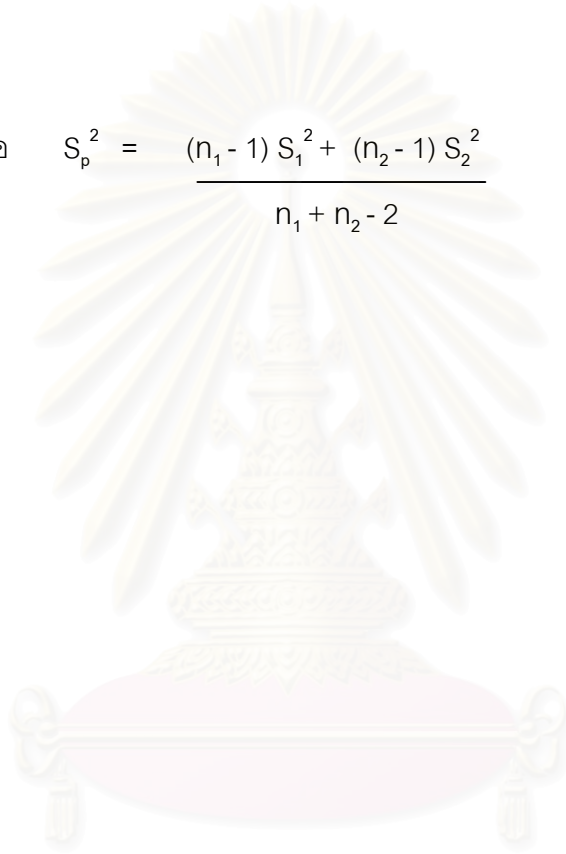 S_p^2 = (n_1 - 1) S_1^2 + (n_2 - 1) S_2^2
n_1 + n_2 - 2